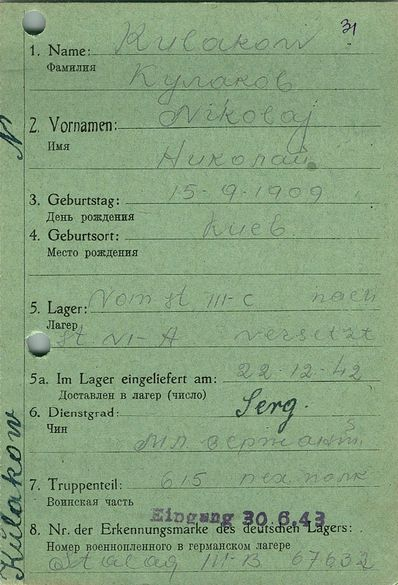 31
1. Name: Kulakow
Фамилия
Кулаков
2. Vornamen: Nikolaj
Имя
Николай
3. Geburtstag: 15-9-1909
День рождения
4. Geburtsort: Киев
Место рождения
5. Lager: Vom st III-C nach
Лагерь
St. VI-A versetzt
5a. Im Lager eingeliefert am: 22-12-42
Доставлен в лагерь (число)
6. Dienstgrad: Serg.
Чин
Мл сержант
7. Truppenteil: 615 пех полк
Воинская часть
Eingang 30.6.43
8. Nr. der Erkennungsmarke des deutschen Lagers:
Номер военнопленного в германском лагере
Stalag III-B 67632
N Kulakow